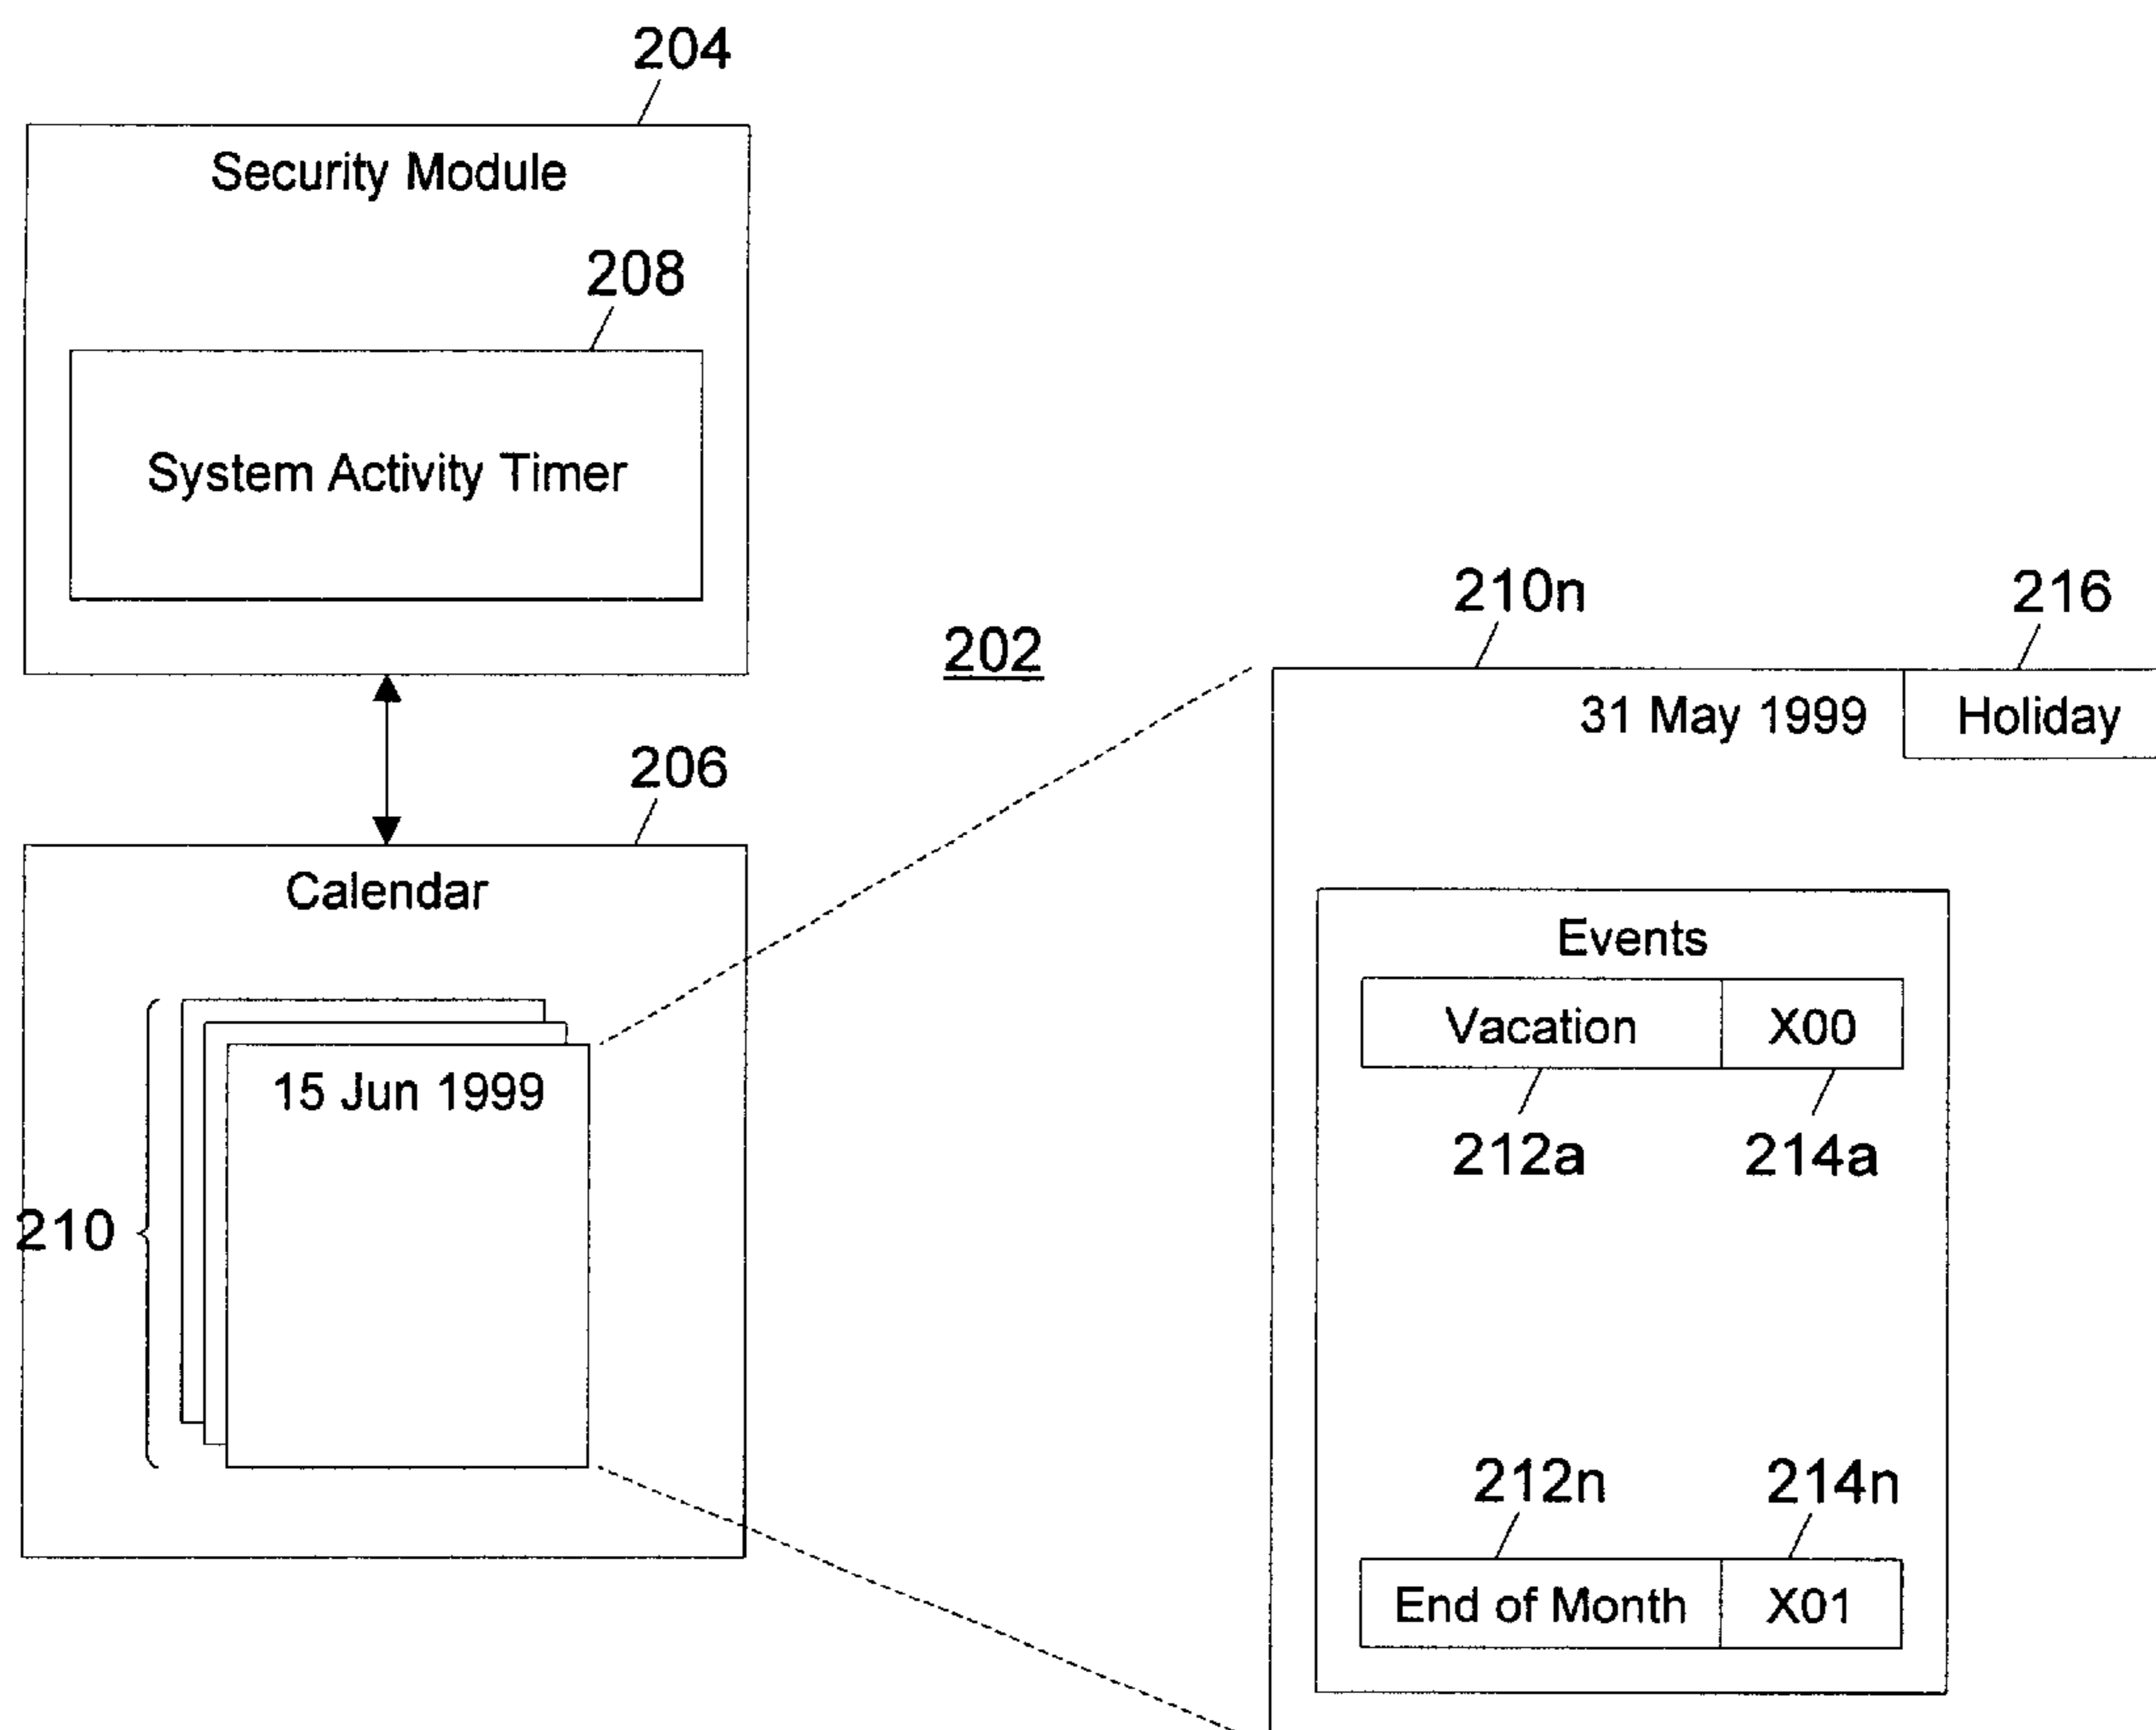 204
Security Module
208
System Activity Timer
202
206
Calendar
210
15 Jun 1999
210n
216
31 May 1999
Holiday
Events
Vacation
X00
212a
214a
212n
214n
End of Month
X01